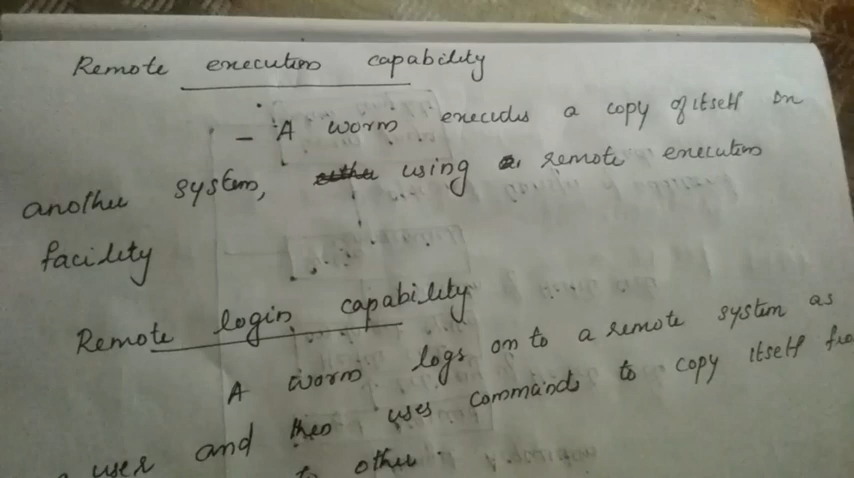 Remote execution capability
- A worm executes a copy of itself on
another system, using a remote execution
facility
Remote login capability
A worm logs on to a remote system as
user and then uses commands to copy itself
to other.